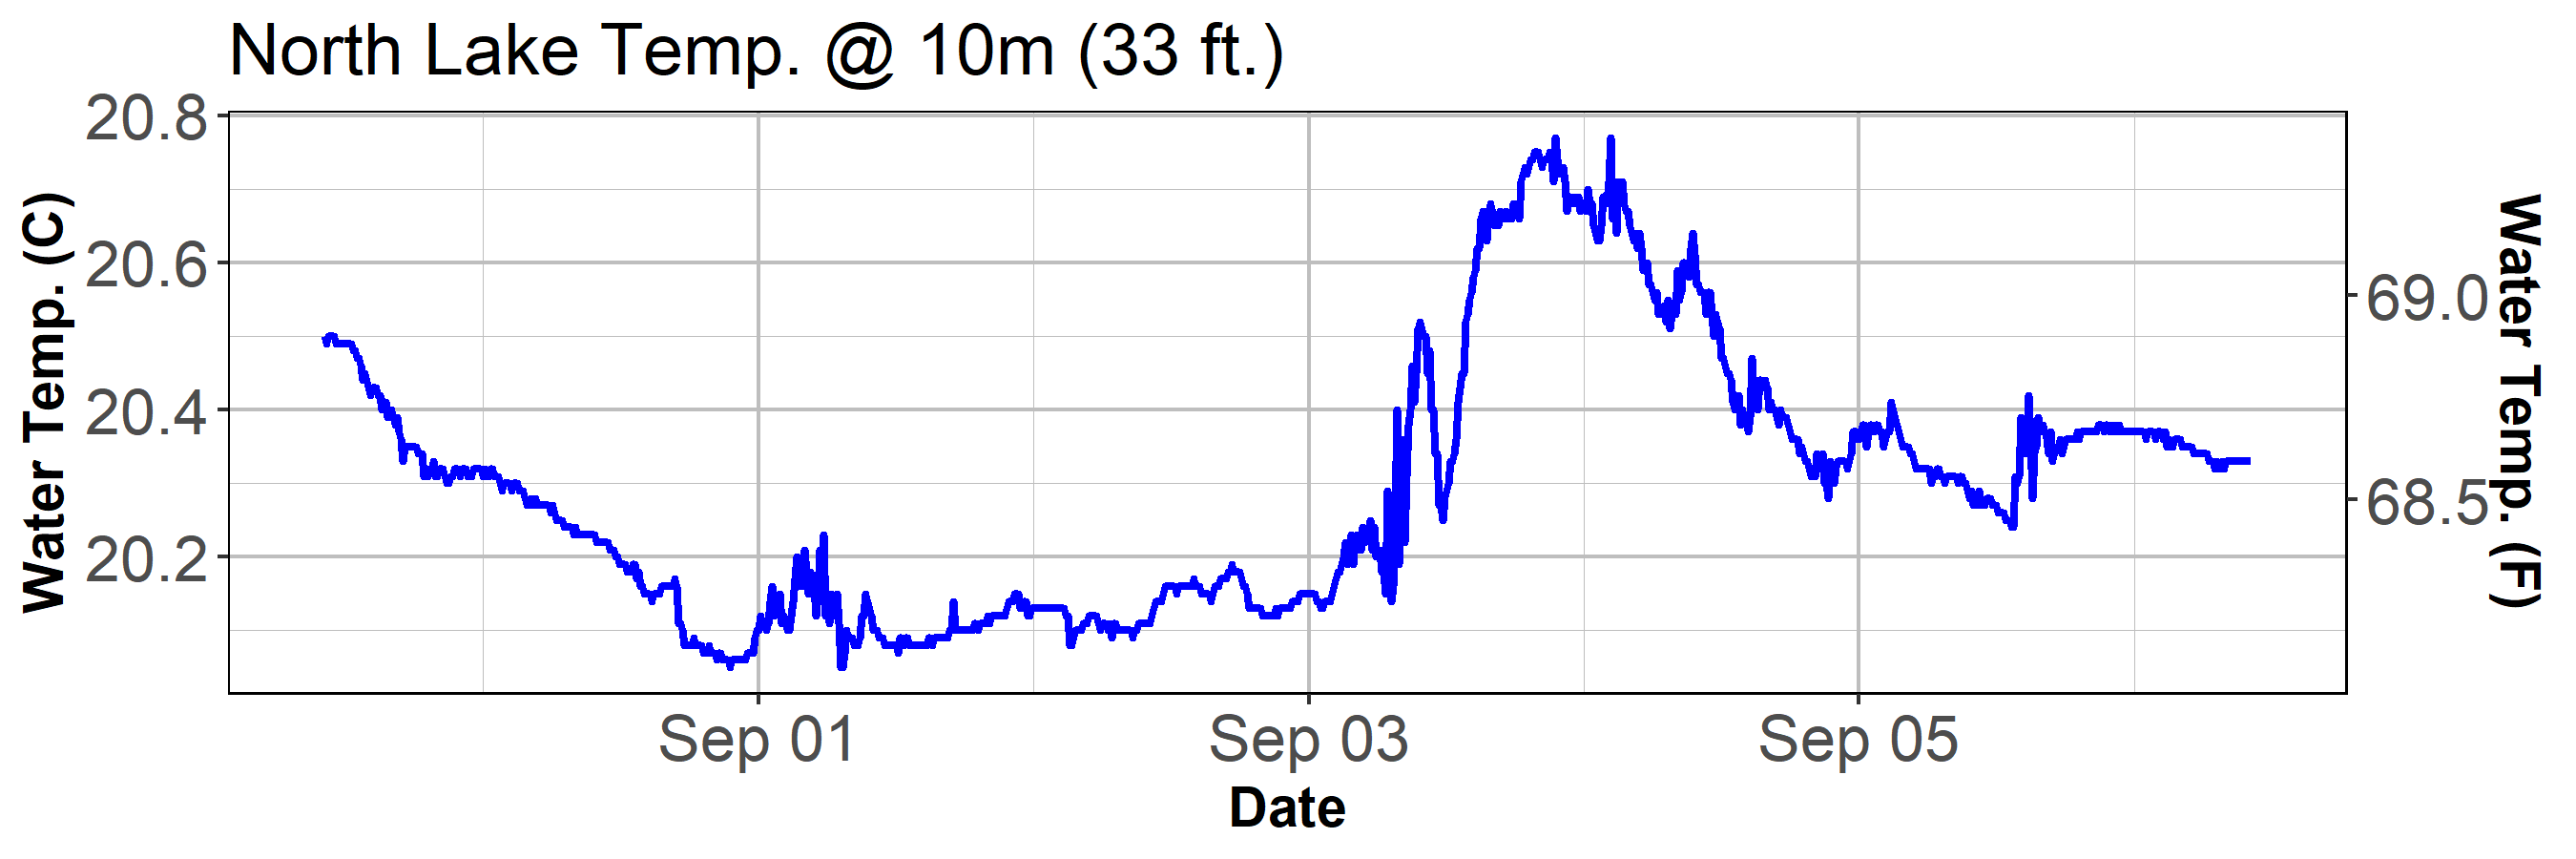 North Lake Temp. @ 10m (33 ft.)
Water Temp. (C)
20.8
20.6
20.4
20.2
69.0
68.5
Water Temp. (F)
Sep 01
Sep 03
Sep 05
Date